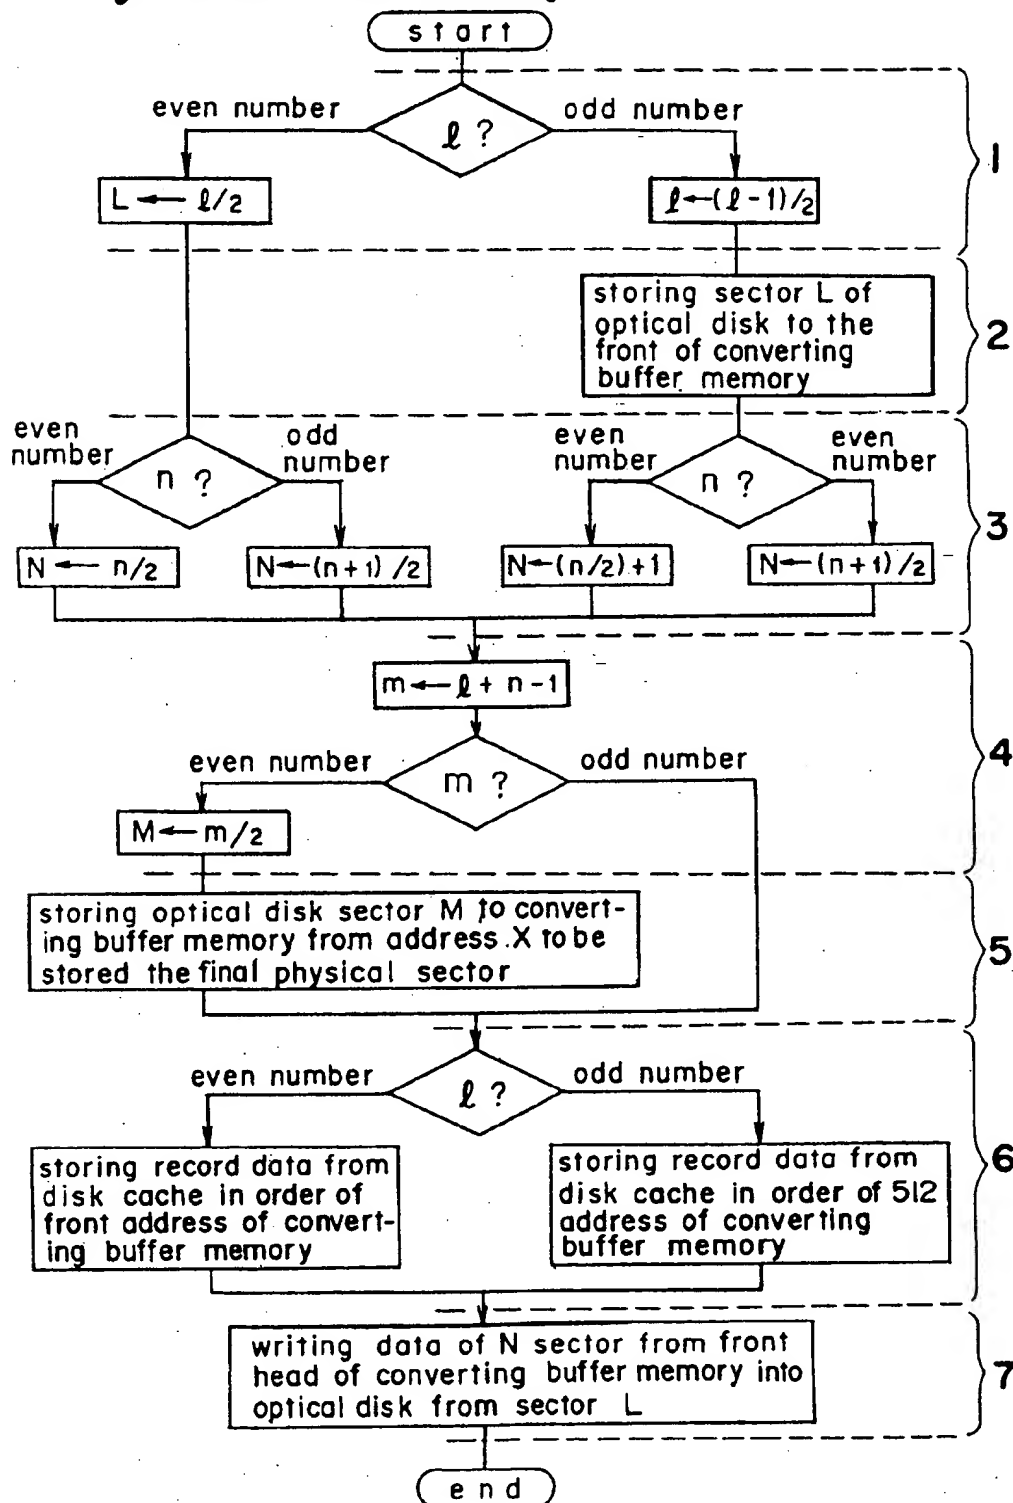 start
even number
odd number
ℓ ?
1
L ← ℓ/2
ℓ←(ℓ-1)/2
storing sector L of
optical disk to the
front of converting
buffer memory
2
even
number
odd
number
even
number
even
number
n ?
n ?
3
N ← n/2
N←(n+1)/2
N←(n/2)+1
N←(n+1)/2
m←ℓ+ n-1
even number
odd number
m ?
4
M← m/2
storing optical disk sector M to convert-
ing buffer memory from address.X to be
stored the final physical sector
5
even number
odd number
ℓ ?
6
storing record data from
disk cache in order of
front address of convert-
ing buffer memory
storing record data from
disk cache in order of 512
address of converting
buffer memory
writing data of N sector from front
head of converting buffer memory into
optical disk from sector L
7
end